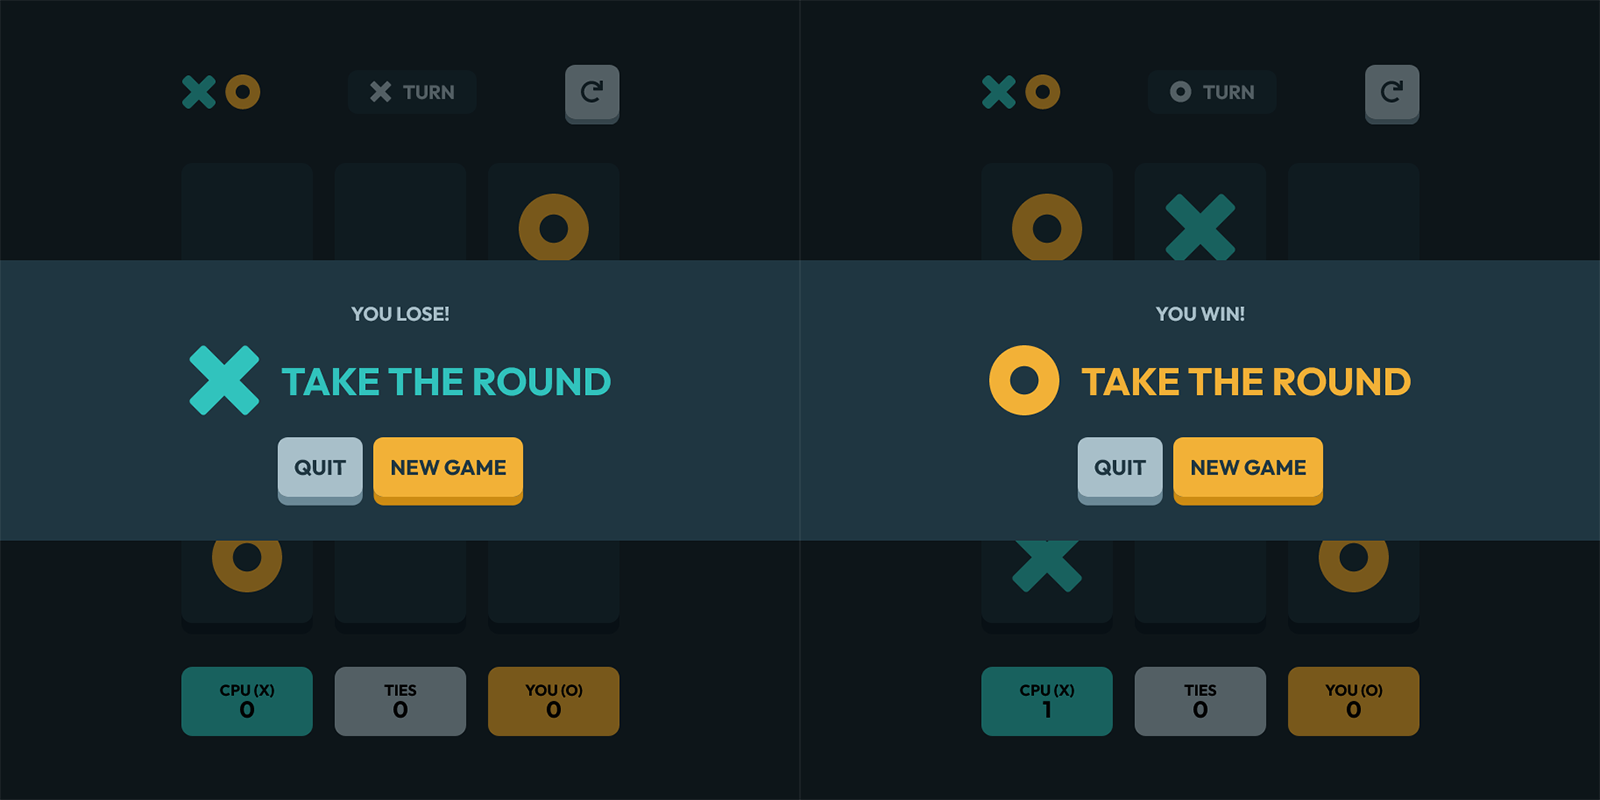 TURN
YOU LOSE!
TAKE THE ROUND
QUIT
NEW GAME
CPU (X)
0
TIES
0
YOU (O)
0
TURN
YOU WIN!
TAKE THE ROUND
QUIT
NEW GAME
CPU (X)
1
TIES
0
YOU (O)
0